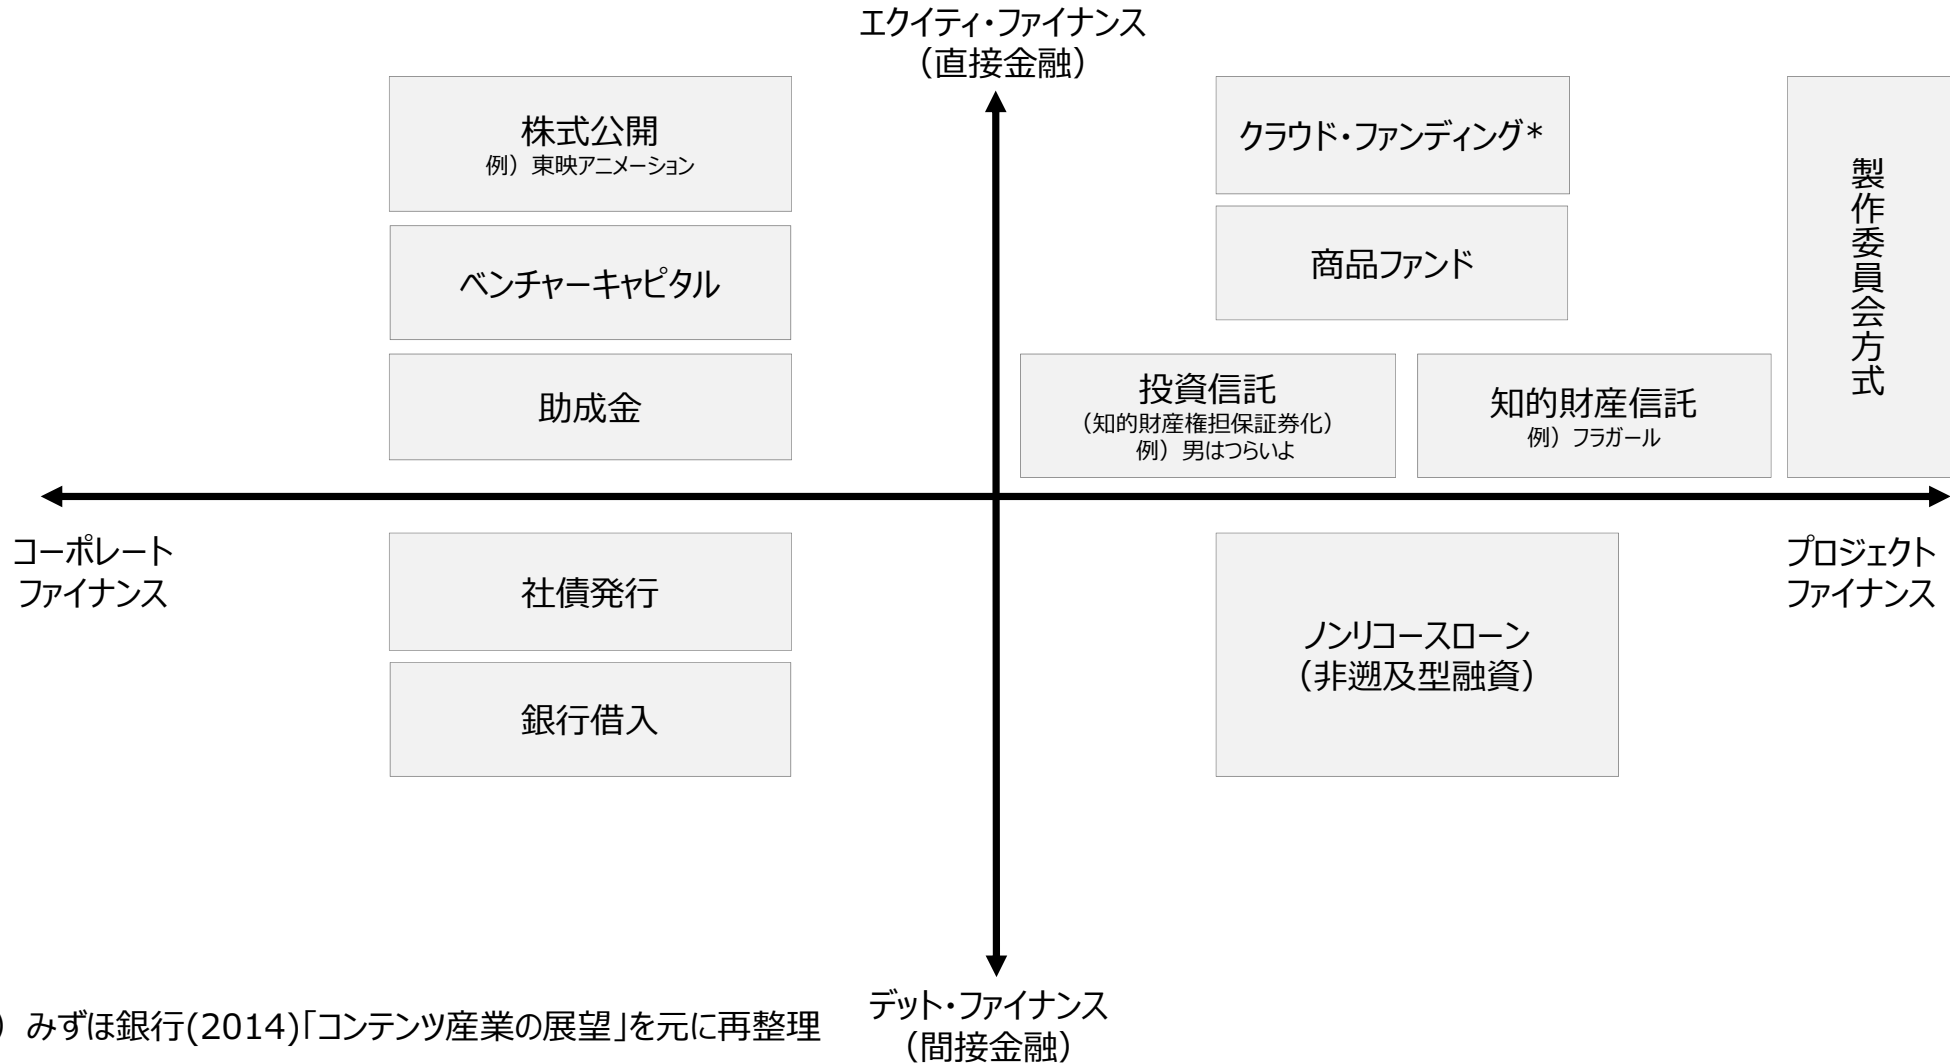 エクイティ・ファイナンス
（直接金融）
株式公開
例）東映アニメーション
クラウド・ファンディング*
製作委員会方式
ベンチャーキャピタル
商品ファンド
助成金
投資信託
（知的財産権担保証券化）
例）男はつらいよ
知的財産信託
例）フラガール
コーポレート
ファイナンス
プロジェクト
ファイナンス
社債発行
ノンリコースローン
（非遡及型融資）
銀行借入
デット・ファイナンス
（間接金融）
）みずほ銀行(2014)「コンテンツ産業の展望」を元に再整理